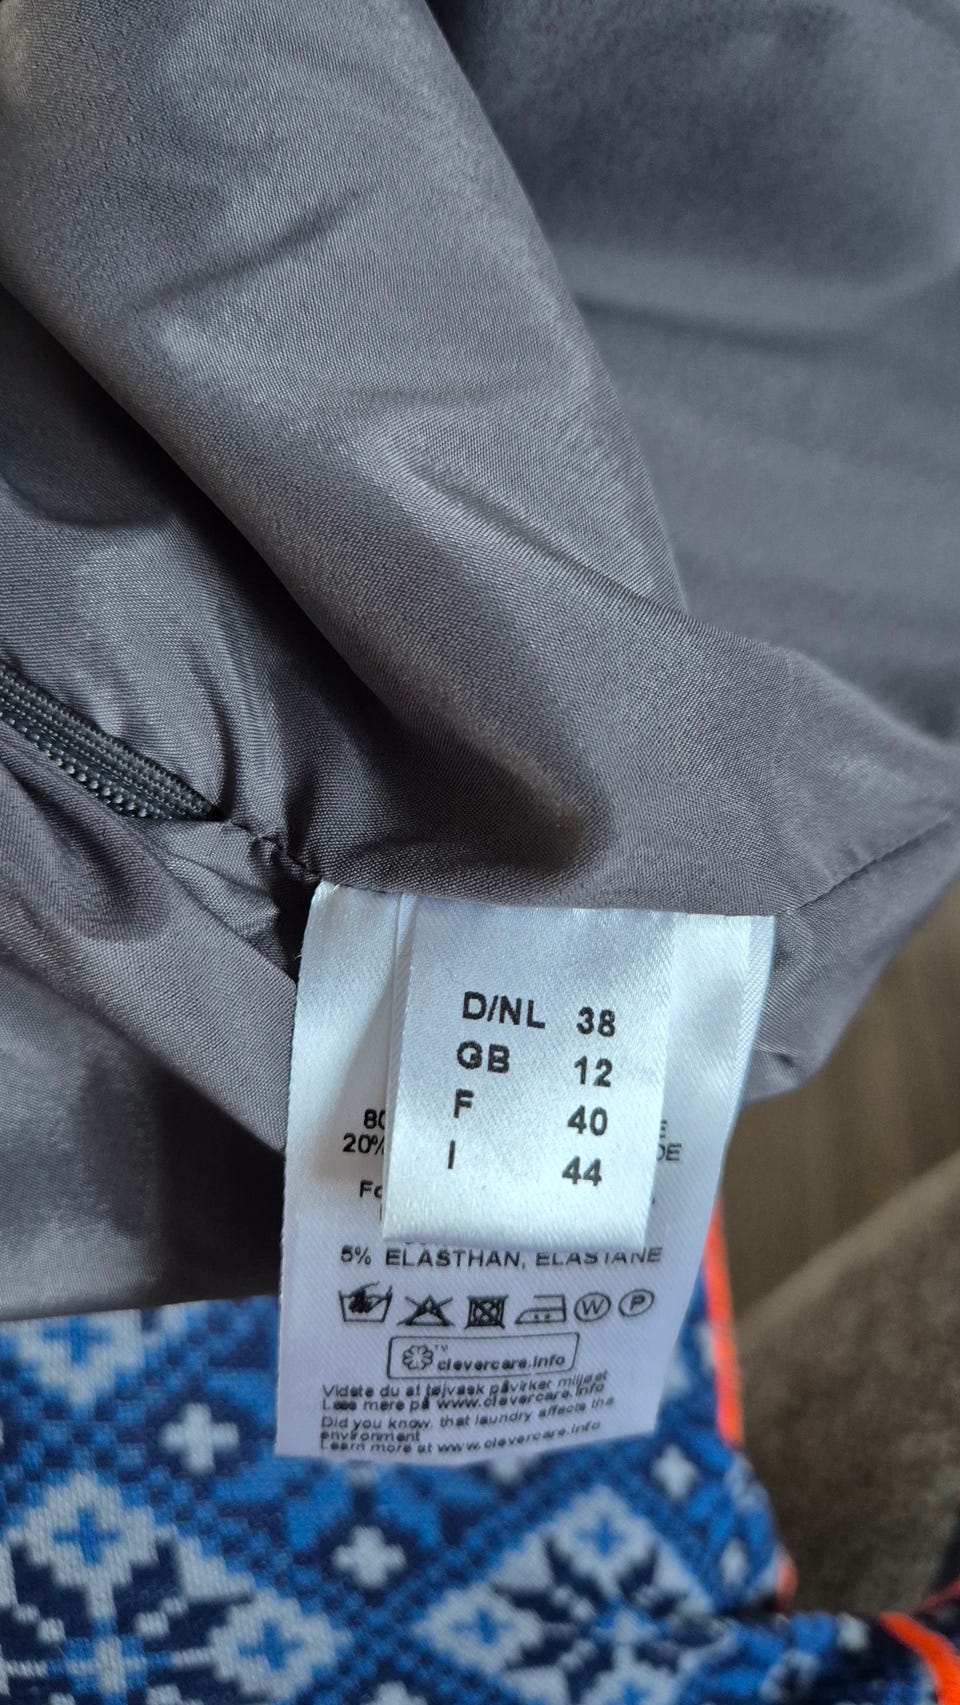 D/NL 38
GB 12
F 40
I 44
20%
5% ELASTHAN, ELASTANE
W P
clevercare.info
Vidste du at tøjvask påvirker miljøet
Læs mere på www.clevercare.info
Did you know, that laundry affects the
environment
Learn more at www.clevercare.info